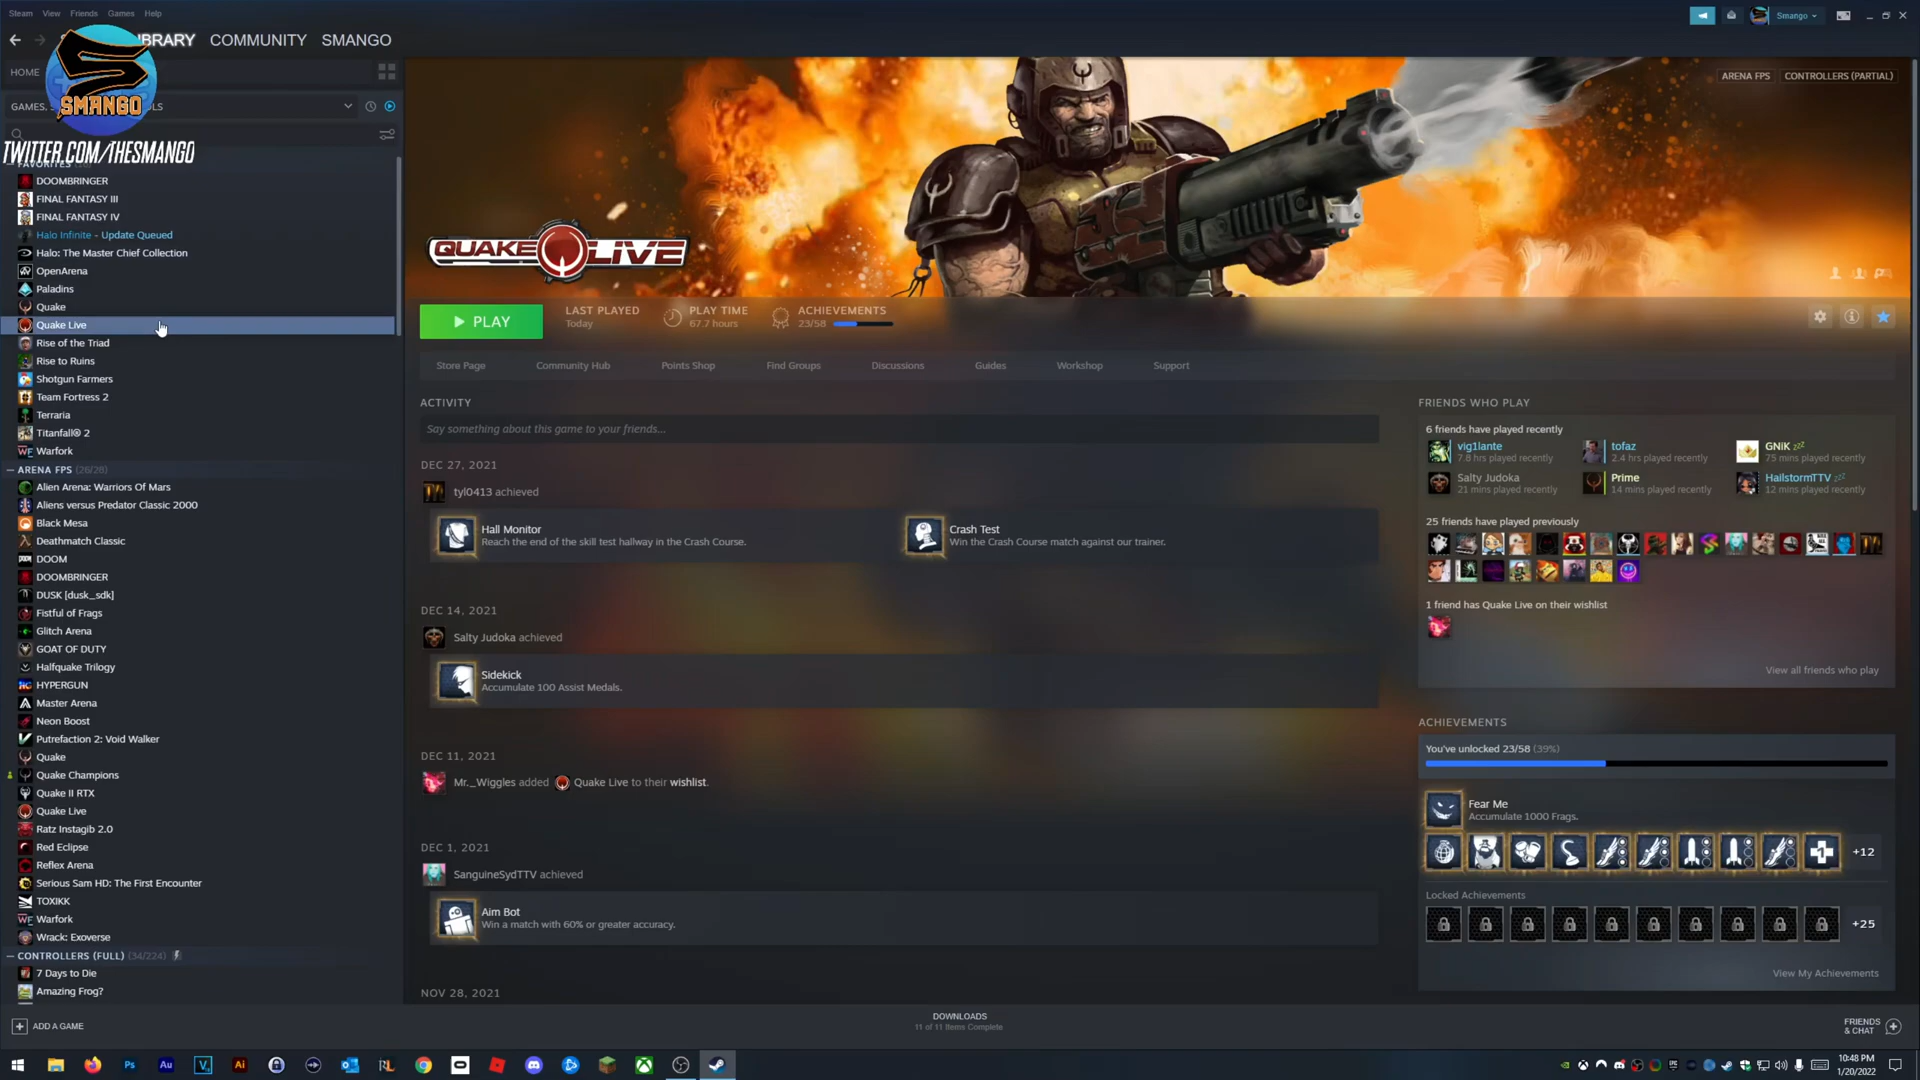 Steam View Friends Games Help
Smango
LIBRARY COMMUNITY SMANGO
HOME
SMANGO
TWITTER.COM/THESMANGO
FAVORITES
DOOMBRINGER
FINAL FANTASY III
FINAL FANTASY IV
Halo Infinite - Update Queued
Halo: The Master Chief Collection
OpenArena
Paladins
Quake
Quake Live
Rise of the Triad
Rise to Ruins
Shotgun Farmers
Team Fortress 2
Terraria
Titanfall® 2
Warfork
ARENA FPS (26/28)
Alien Arena: Warriors Of Mars
Aliens versus Predator Classic 2000
Black Mesa
Deathmatch Classic
DOOM
DOOMBRINGER
DUSK [dusk_sdk]
Fistful of Frags
Glitch Arena
GOAT OF DUTY
Halfquake Trilogy
HYPERGUN
Master Arena
Neon Boost
Putrefaction 2: Void Walker
Quake
Quake Champions
Quake II RTX
Quake Live
Ratz Instagib 2.0
Red Eclipse
Reflex Arena
Serious Sam HD: The First Encounter
TOXIKK
Warfork
Wrack: Exoverse
CONTROLLERS (FULL) (34/224)
7 Days to Die
Amazing Frog?
ADD A GAME
ARENA FPS CONTROLLERS (PARTIAL)
QUAKE LIVE
PLAY
LAST PLAYED
Today
PLAY TIME
67.7 hours
ACHIEVEMENTS
23/58
Store Page Community Hub Points Shop Find Groups Discussions Guides Workshop Support
ACTIVITY
Say something about this game to your friends...
DEC 27, 2021
tyl0413 achieved
Hall Monitor
Reach the end of the skill test hallway in the Crash Course.
Crash Test
Win the Crash Course match against our trainer.
DEC 14, 2021
Salty Judoka achieved
Sidekick
Accumulate 100 Assist Medals.
DEC 11, 2021
Mr._Wiggles added Quake Live to their wishlist.
DEC 1, 2021
SanguineSydTTV achieved
Aim Bot
Win a match with 60% or greater accuracy.
NOV 28, 2021
FRIENDS WHO PLAY
6 friends have played recently
vig1lante
7.8 hrs played recently
tofaz
2.4 hrs played recently
GNiK
75 mins played recently
Salty Judoka
21 mins played recently
Prime
14 mins played recently
HailstormTTV
12 mins played recently
25 friends have played previously
1 friend has Quake Live on their wishlist
View all friends who play
ACHIEVEMENTS
You've unlocked 23/58 (39%)
Fear Me
Accumulate 1000 Frags.
+12
Locked Achievements
+25
View My Achievements
DOWNLOADS
11 of 11 Items Complete
FRIENDS
& CHAT
10:48 PM
1/20/2022